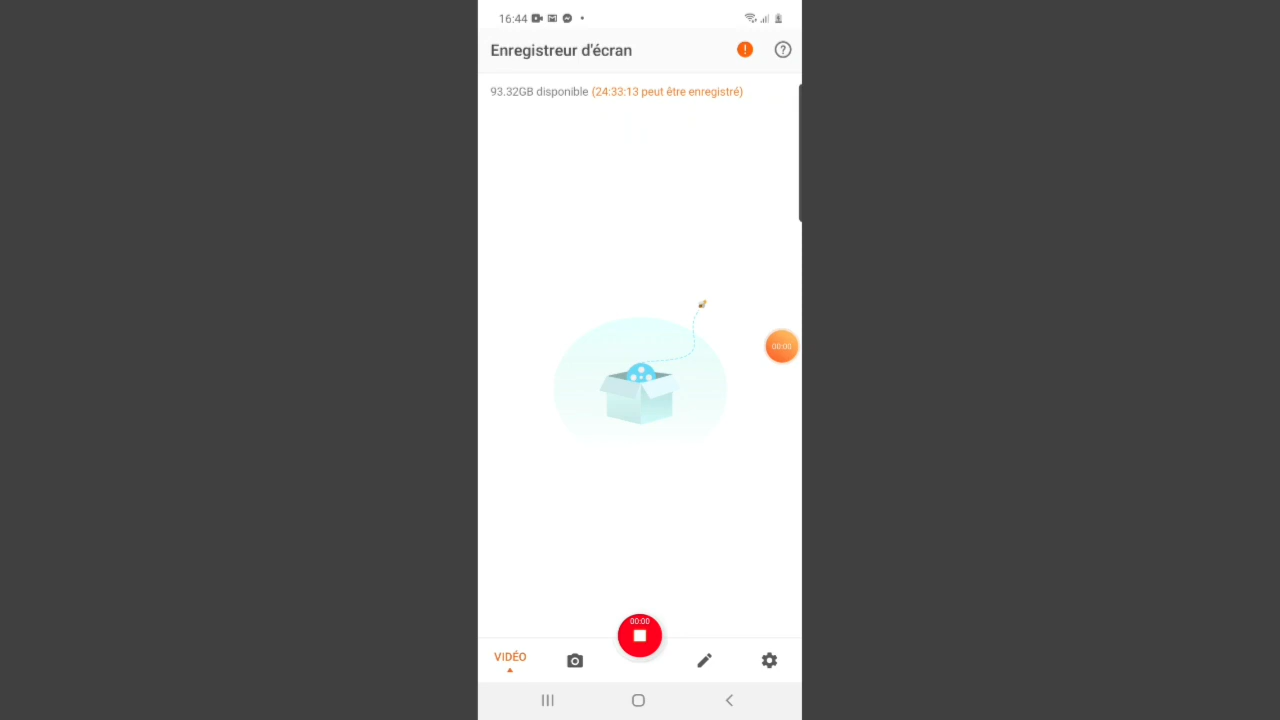 16:44
Enregistreur d'écran
93.32GB disponible (24:33:13 peut être enregistré)
00:00
00:00
VIDÉO